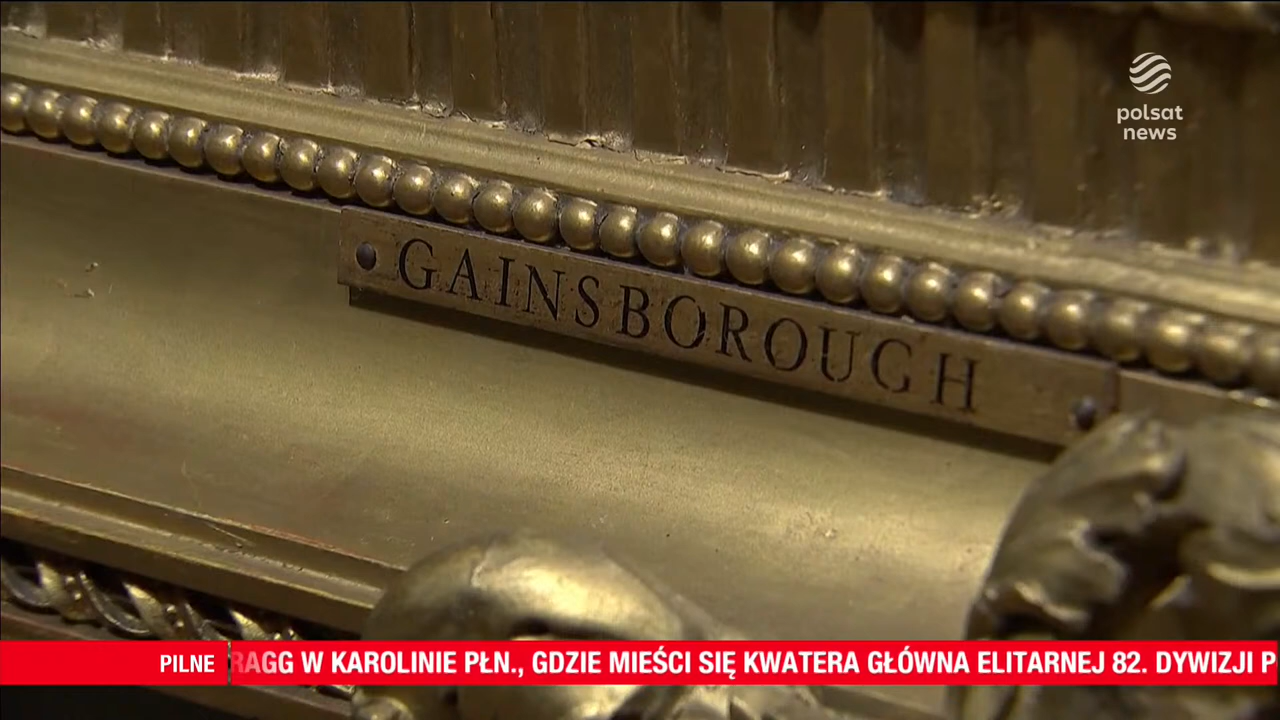 polsat
news
GAINSBOROUGH
PILNE
RAGG W KAROLINIE PŁN., GDZIE MIEŚCI SIĘ KWATERA GŁÓWNA ELITARNEJ 82. DYWIZJI P